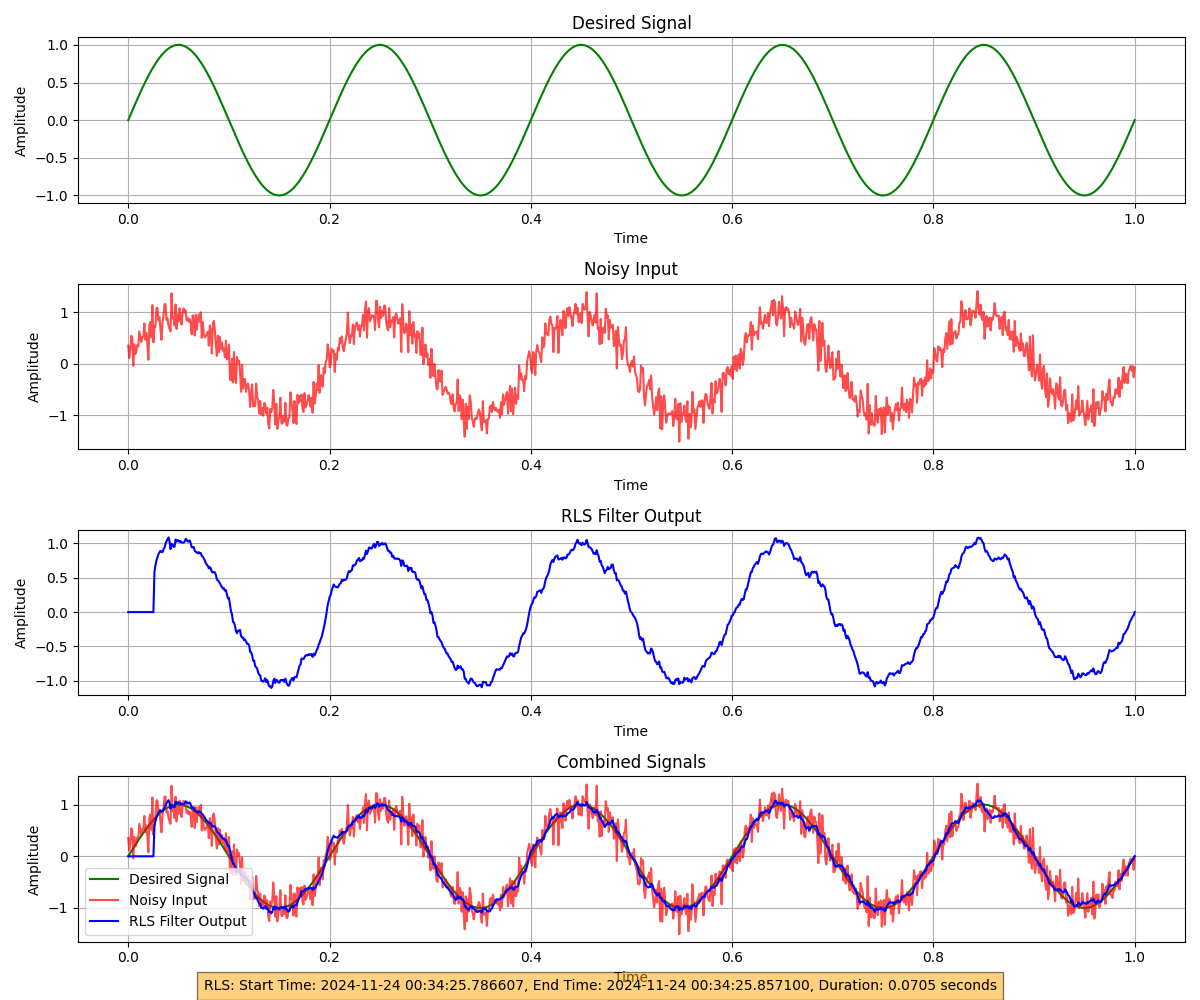 Desired Signal
1.0
0.5
0.0
−0.5
−1.0
Amplitude
0.0 0.2 0.4 0.6 0.8 1.0
Time
Noisy Input
1
0
−1
Amplitude
0.0 0.2 0.4 0.6 0.8 1.0
Time
RLS Filter Output
1.0
0.5
0.0
−0.5
−1.0
Amplitude
0.0 0.2 0.4 0.6 0.8 1.0
Time
Combined Signals
1
0
−1
Amplitude
Desired Signal
Noisy Input
RLS Filter Output
0.0 0.2 0.4 0.6 0.8 1.0
Time
RLS: Start Time: 2024-11-24 00:34:25.786607, End Time: 2024-11-24 00:34:25.857100, Duration: 0.0705 seconds